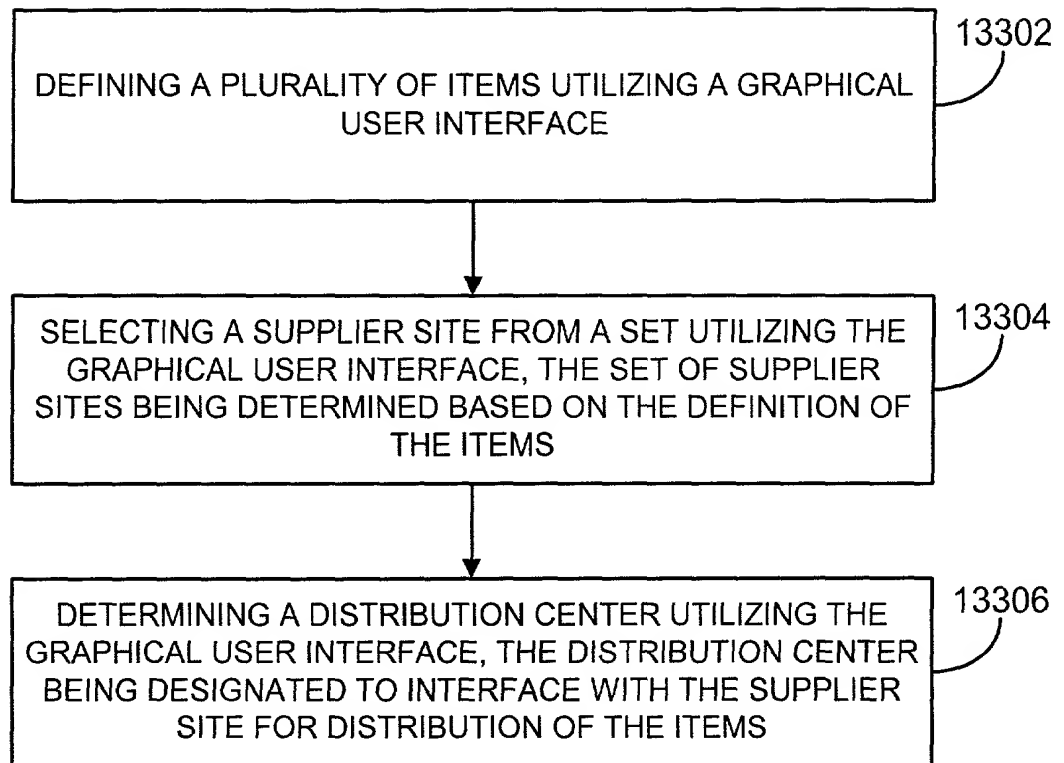 13302
DEFINING A PLURALITY OF ITEMS UTILIZING A GRAPHICAL
USER INTERFACE
13304
SELECTING A SUPPLIER SITE FROM A SET UTILIZING THE
GRAPHICAL USER INTERFACE, THE SET OF SUPPLIER
SITES BEING DETERMINED BASED ON THE DEFINITION OF
THE ITEMS
13306
DETERMINING A DISTRIBUTION CENTER UTILIZING THE
GRAPHICAL USER INTERFACE, THE DISTRIBUTION CENTER
BEING DESIGNATED TO INTERFACE WITH THE SUPPLIER
SITE FOR DISTRIBUTION OF THE ITEMS